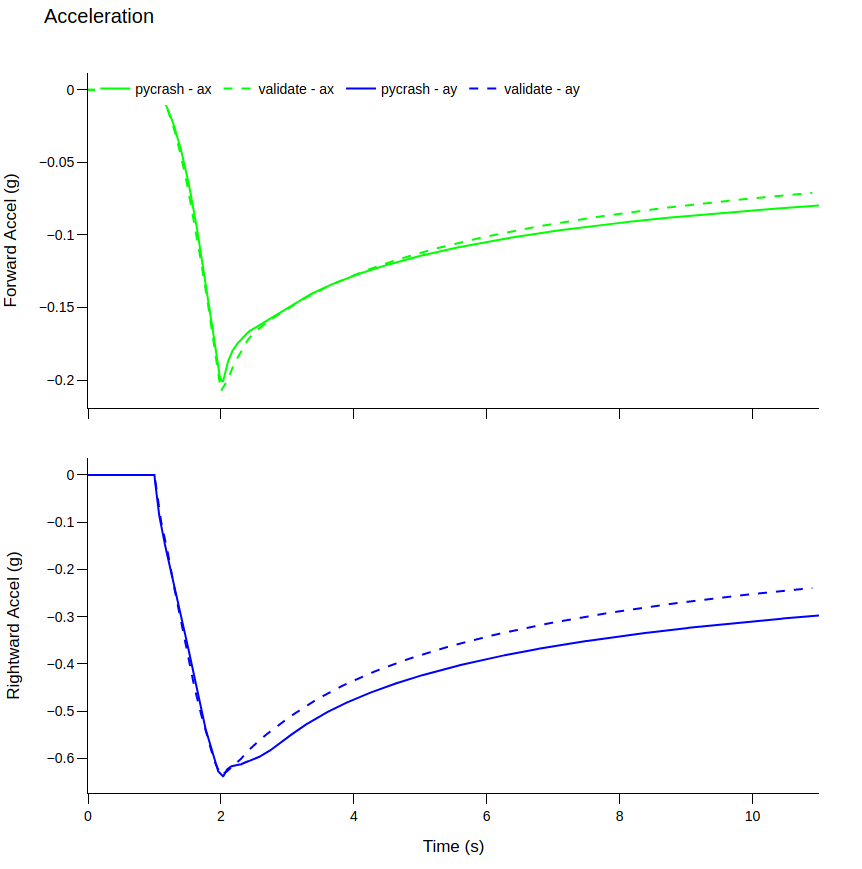 Acceleration
0
pycrash - ax
validate - ax
pycrash - ay
validate - ay
−0.05
−0.1
−0.15
−0.2
Forward Accel (g)
0
−0.1
−0.2
−0.3
−0.4
−0.5
−0.6
Rightward Accel (g)
0 2 4 6 8 10
Time (s)